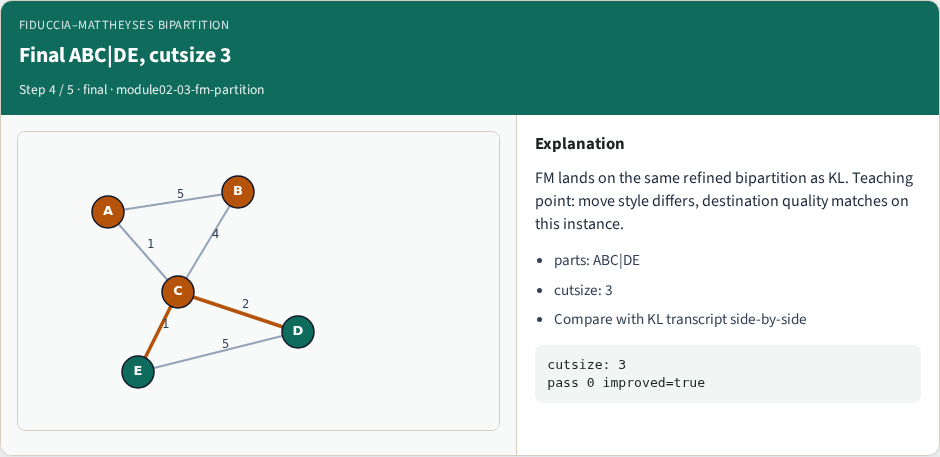 FIDUCCIA–MATTHEYSES BIPARTITION
Final ABC|DE, cutsize 3
Step 4 / 5 · final · module02-03-fm-partition
5
B
A
4
1
C
2
1
D
5
E
Explanation
FM lands on the same refined bipartition as KL. Teaching
point: move style differs, destination quality matches on
this instance.
• parts: ABC|DE
• cutsize: 3
• Compare with KL transcript side-by-side
cutsize: 3
pass 0 improved=true